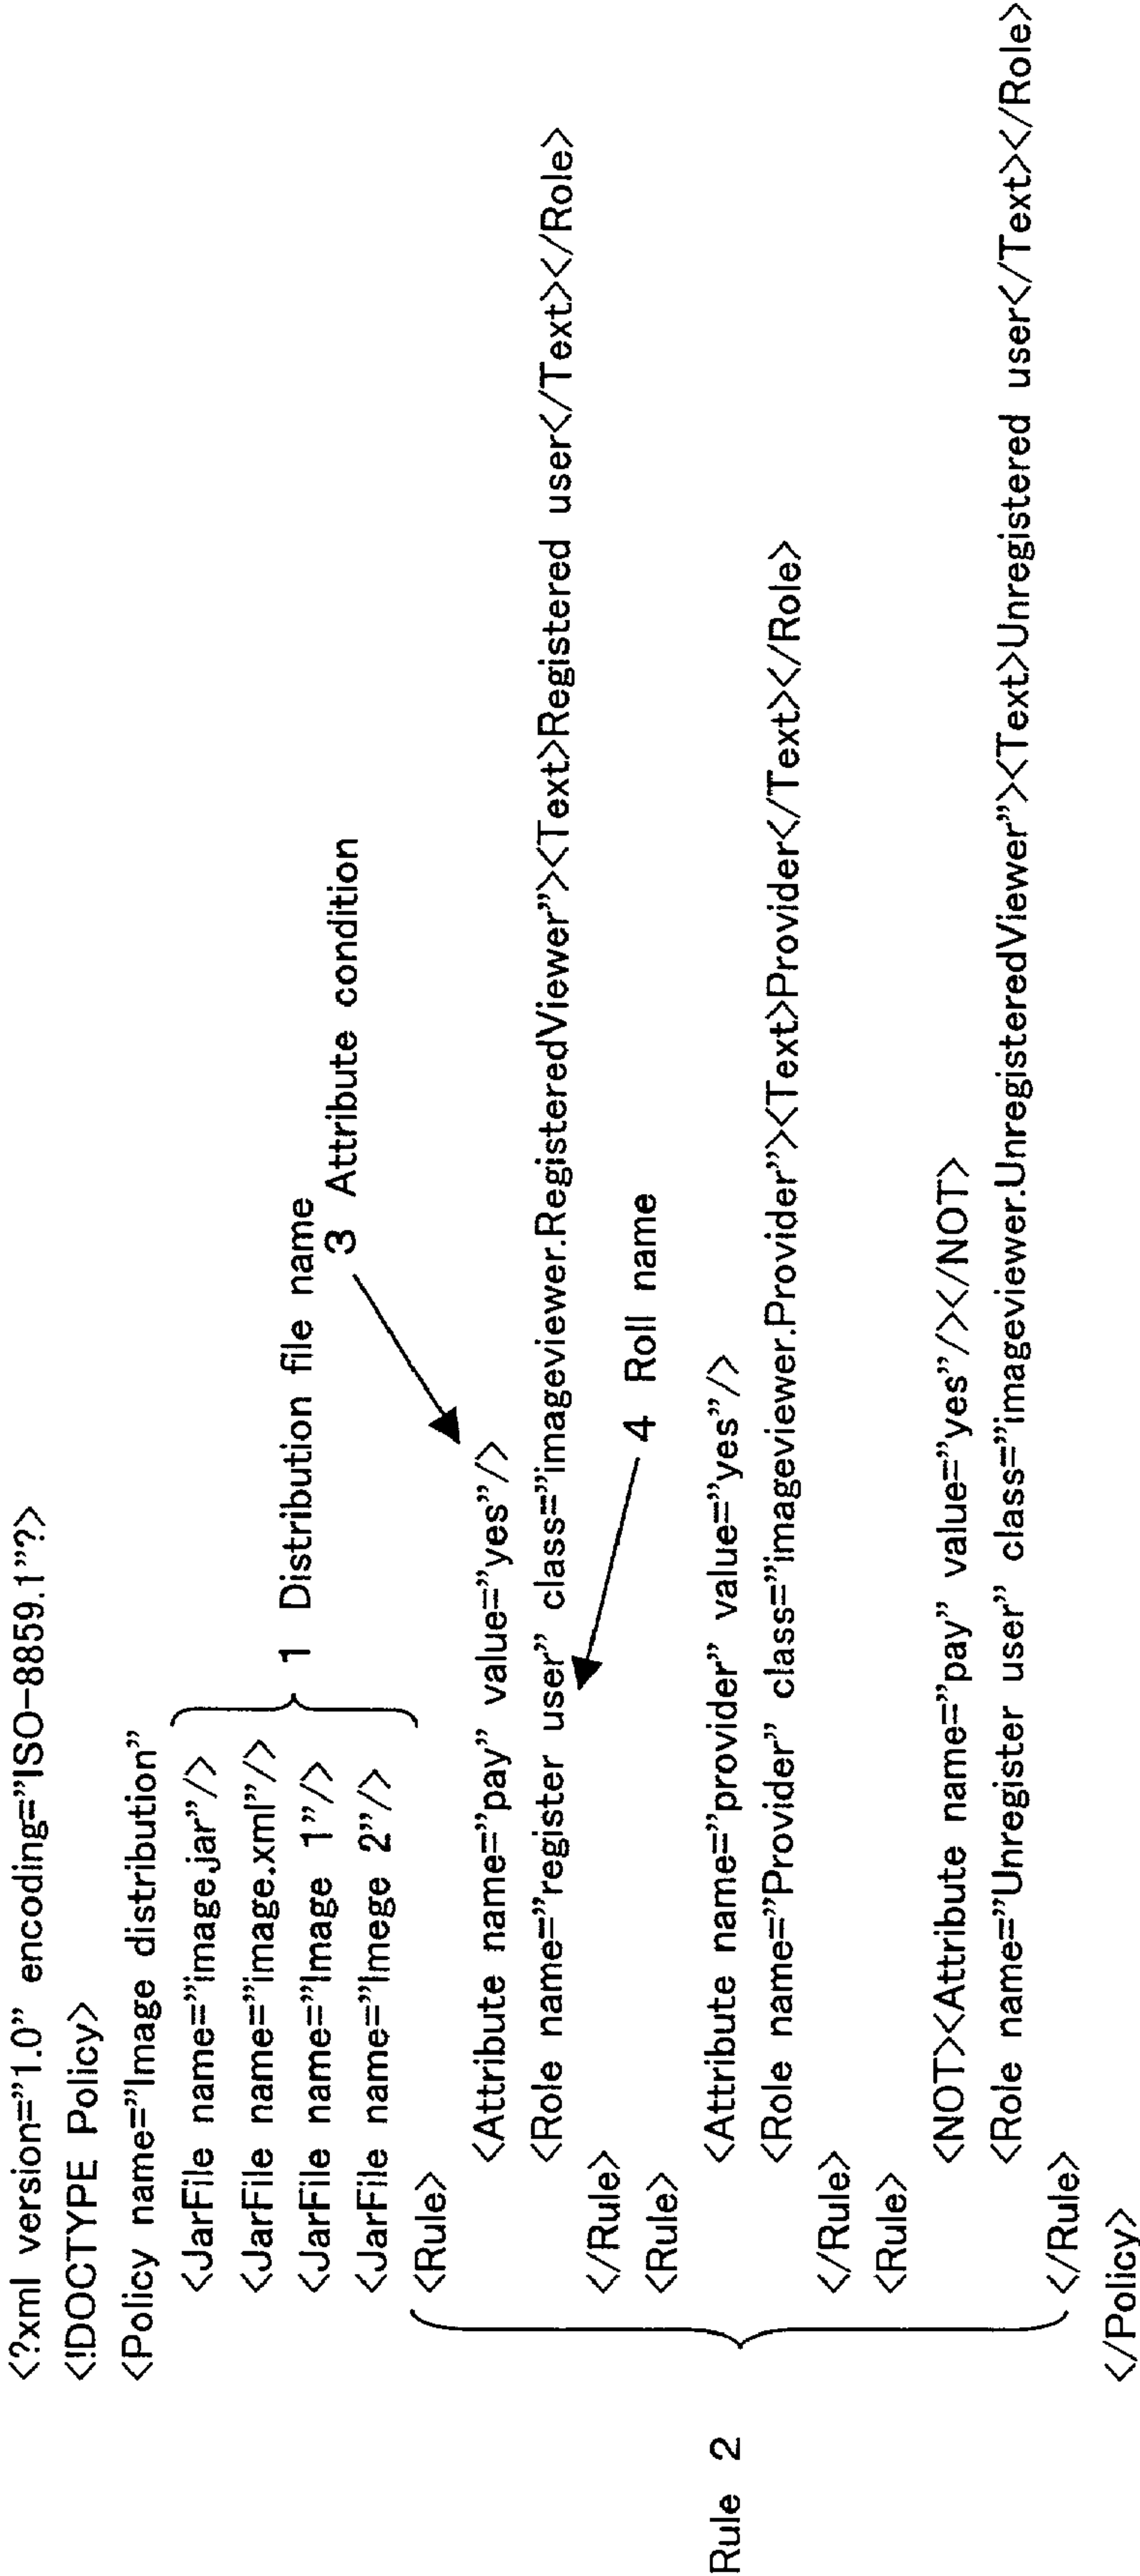 <?xml version="1.0" encoding="ISO-8859.1"?>
<!DOCTYPE Policy>
<Policy name="Image distribution"
<JarFile name="image.jar"/>
<JarFile name="image.xml"/>
<JarFile name="Image 1"/>
<JarFile name="Imege 2"/>
1 Distribution file name
<Rule>
3 Attribute condition
<Attribute name="pay" value="yes"/>
<Role name="register user" class="imageviewer.RegisteredViewer"><Text>Registered user</Text></Role>
</Rule>
4 Roll name
<Rule>
<Attribute name="provider" value="yes"/>
<Role name="Provider" class="imageviewer.Provider"><Text>Provider</Text></Role>
</Rule>
<Rule>
<NOT><Attribute name="pay" value="yes"/></NOT>
<Role name="Unregister user" class="imageviewer.UnregisteredViewer"><Text>Unregistered user</Text></Role>
</Rule>
Rule 2
</Policy>